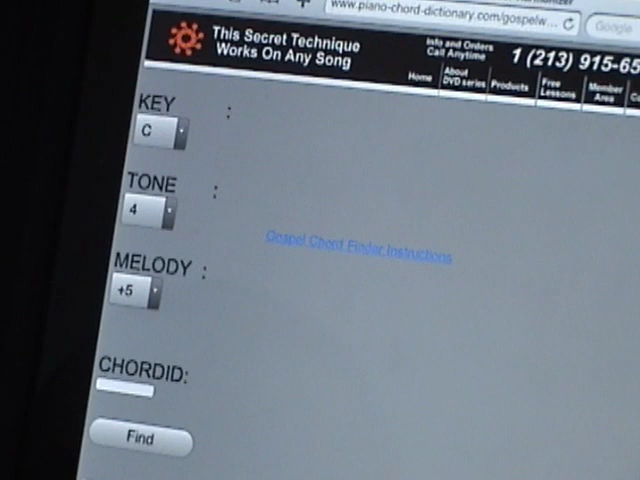 www.piano-chord-dictionary.com/gospelw...
Google
This Secret Technique
Works On Any Song
Info and Orders
Call Anytime
1 (213) 915-65
Home
About
DVD series
Products
Free
Lessons
Member
Area
KEY :
C
TONE :
4
Gospel Chord Finder Instructions
MELODY :
+5
CHORDID:
Find